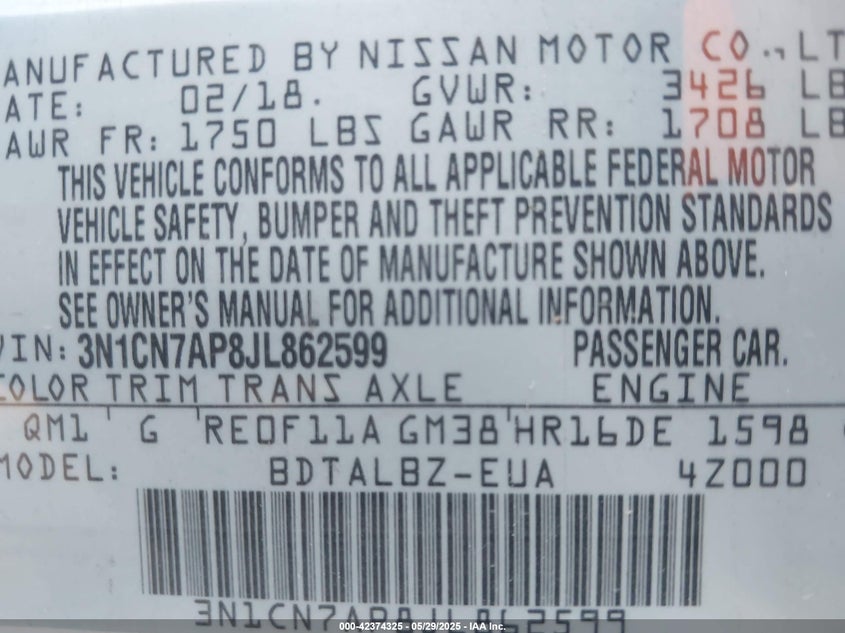 ANUFACTURED BY NISSAN MOTOR CO., LT
ATE: 02/18. GVWR: 3426 LB
AWR FR: 1750 LBS GAWR RR: 1708 LB
THIS VEHICLE CONFORMS TO ALL APPLICABLE FEDERAL MOTOR
VEHICLE SAFETY, BUMPER AND THEFT PREVENTION STANDARDS
IN EFFECT ON THE DATE OF MANUFACTURE SHOWN ABOVE.
SEE OWNER'S MANUAL FOR ADDITIONAL INFORMATION.
VIN: 3N1CN7AP8JL862599 PASSENGER CAR.
COLOR TRIM TRANS AXLE ENGINE
QM1 G RE0F11A GM38 HR16DE 1598
MODEL: BDTALBZ-EUA 4Z000
3N1CN7AP8JL862599
000-42374325 - 05/29/2025 - IAA Inc.